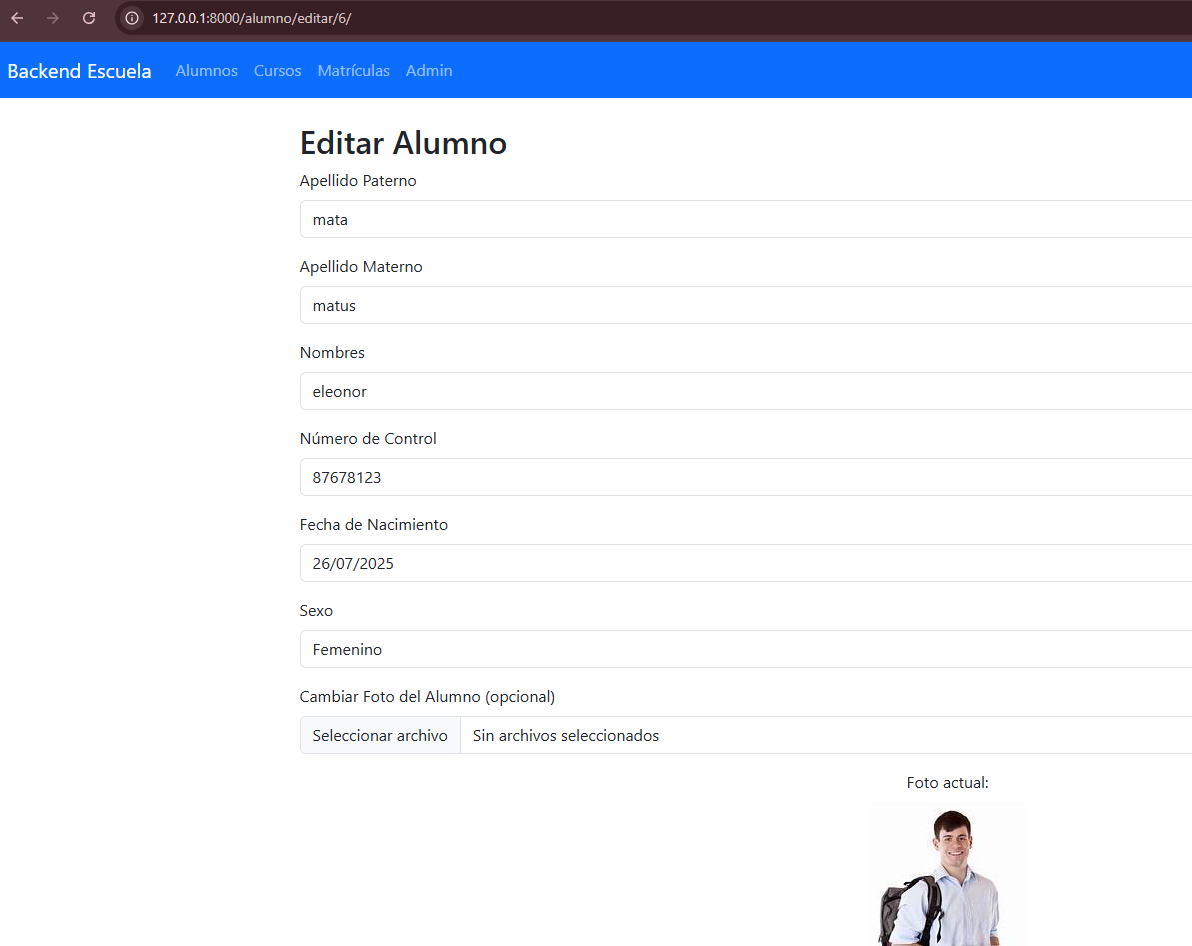 127.0.0.1:8000/alumno/editar/6/
Backend Escuela Alumnos Cursos Matrículas Admin
Editar Alumno
Apellido Paterno
mata
Apellido Materno
matus
Nombres
eleonor
Número de Control
87678123
Fecha de Nacimiento
26/07/2025
Sexo
Femenino
Cambiar Foto del Alumno (opcional)
Seleccionar archivo Sin archivos seleccionados
Foto actual: